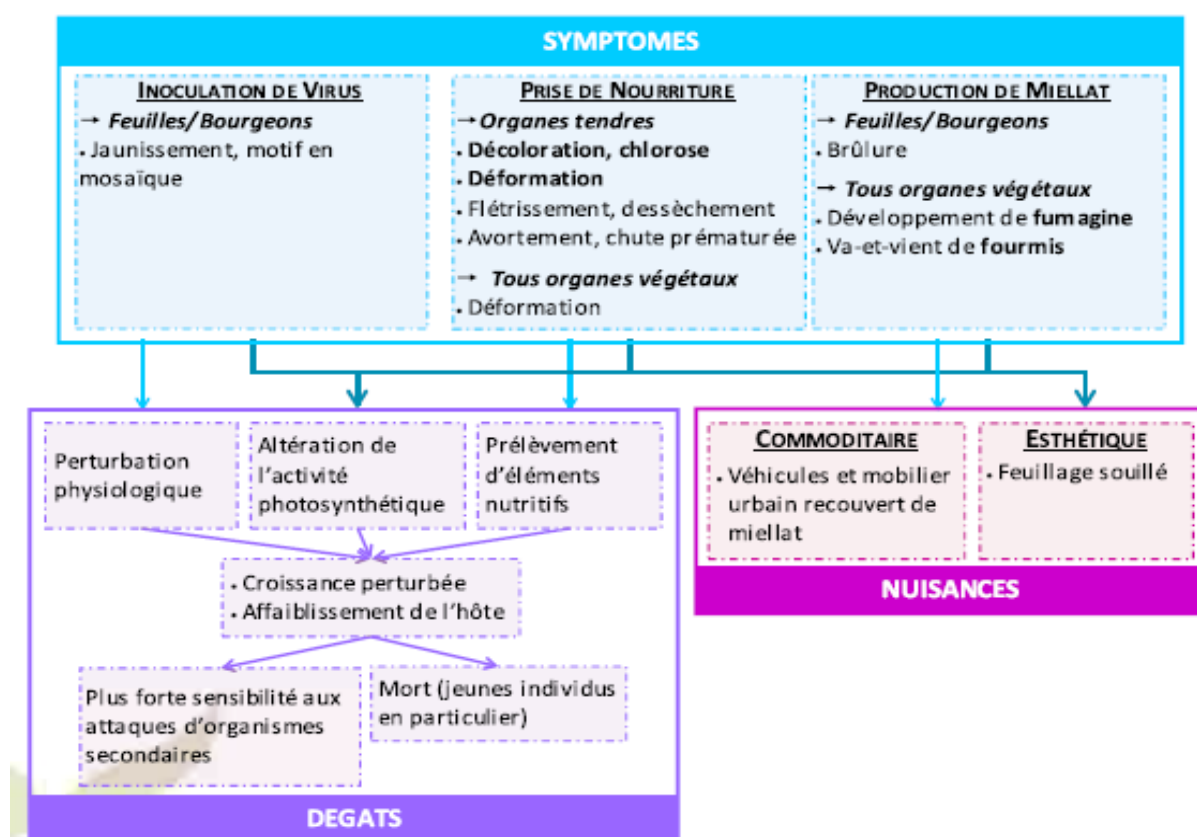 SYMPTOMES
INOCULATION DE VIRUS
→ Feuilles/Bourgeons
• Jaunissement, motif en
mosaïque
PRISE DE NOURRITURE
→Organes tendres
• Décoloration, chlorose
• Déformation
• Flétrissement, dessèchement
• Avortement, chute prématurée
→ Tous organes végétaux
• Déformation
PRODUCTION DE MIELLAT
→ Feuilles/Bourgeons
• Brûlure
→ Tous organes végétaux
• Développement de fumagine
• Va-et-vient de fourmis
Perturbation
physiologique
Altération de
l'activité
photosynthétique
Prélèvement
d'éléments
nutritifs
• Croissance perturbée
• Affaiblissement de l'hôte
Plus forte sensibilité aux
attaques d'organismes
secondaires
Mort (jeunes individus
en particulier)
DEGATS
COMMODITAIRE
• Véhicules et mobilier
urbain recouvert de
miellat
ESTHÉTIQUE
• Feuillage souillé
NUISANCES